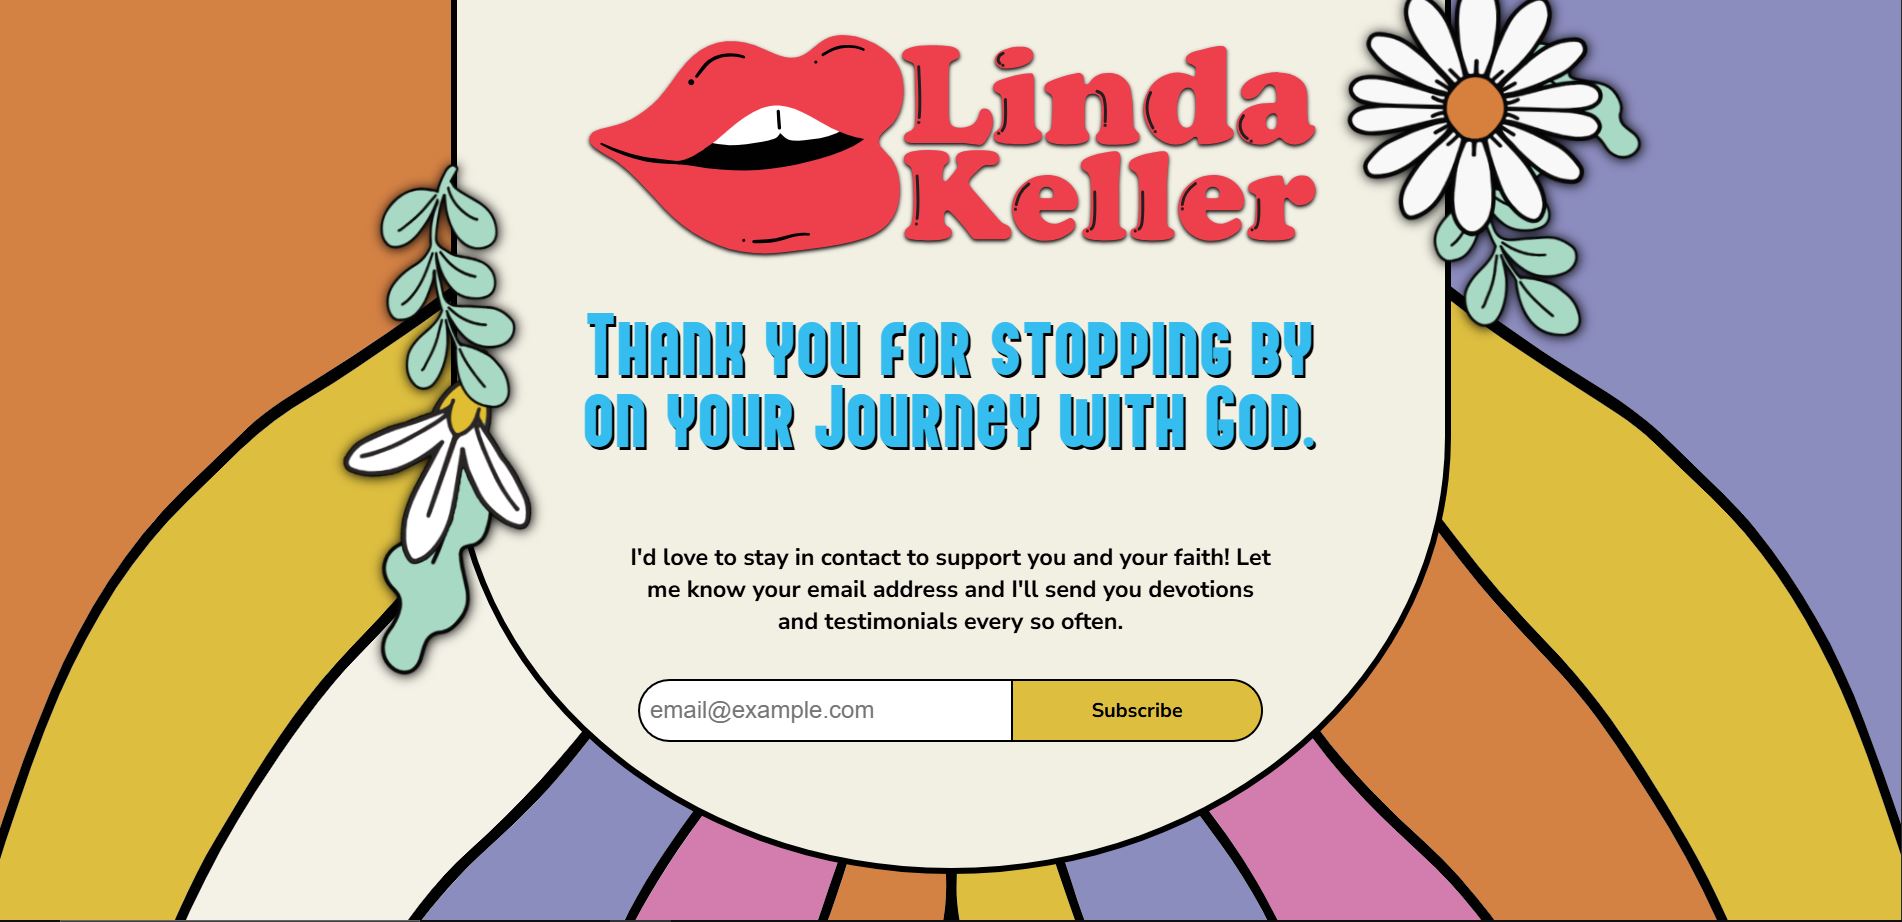 Linda
Keller
Thank you for stopping by
on your Journey with God.
I'd love to stay in contact to support you and your faith! Let
me know your email address and I'll send you devotions
and testimonials every so often.
email@example.com Subscribe